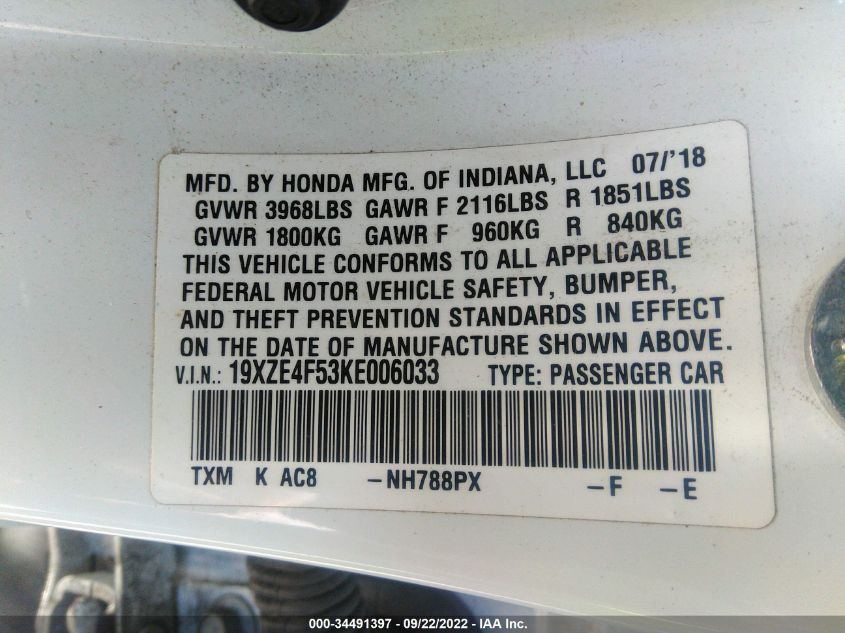 MFD. BY HONDA MFG. OF INDIANA, LLC 07/'18
GVWR 3968LBS GAWR F 2116LBS R 1851LBS
GVWR 1800KG GAWR F 960KG R 840KG
THIS VEHICLE CONFORMS TO ALL APPLICABLE
FEDERAL MOTOR VEHICLE SAFETY, BUMPER,
AND THEFT PREVENTION STANDARDS IN EFFECT
ON THE DATE OF MANUFACTURE SHOWN ABOVE.
V.I.N.: 19XZE4F53KE006033 TYPE: PASSENGER CAR
TXM K AC8 -NH788PX -F -E
000-34491397 - 09/22/2022 - IAA Inc.